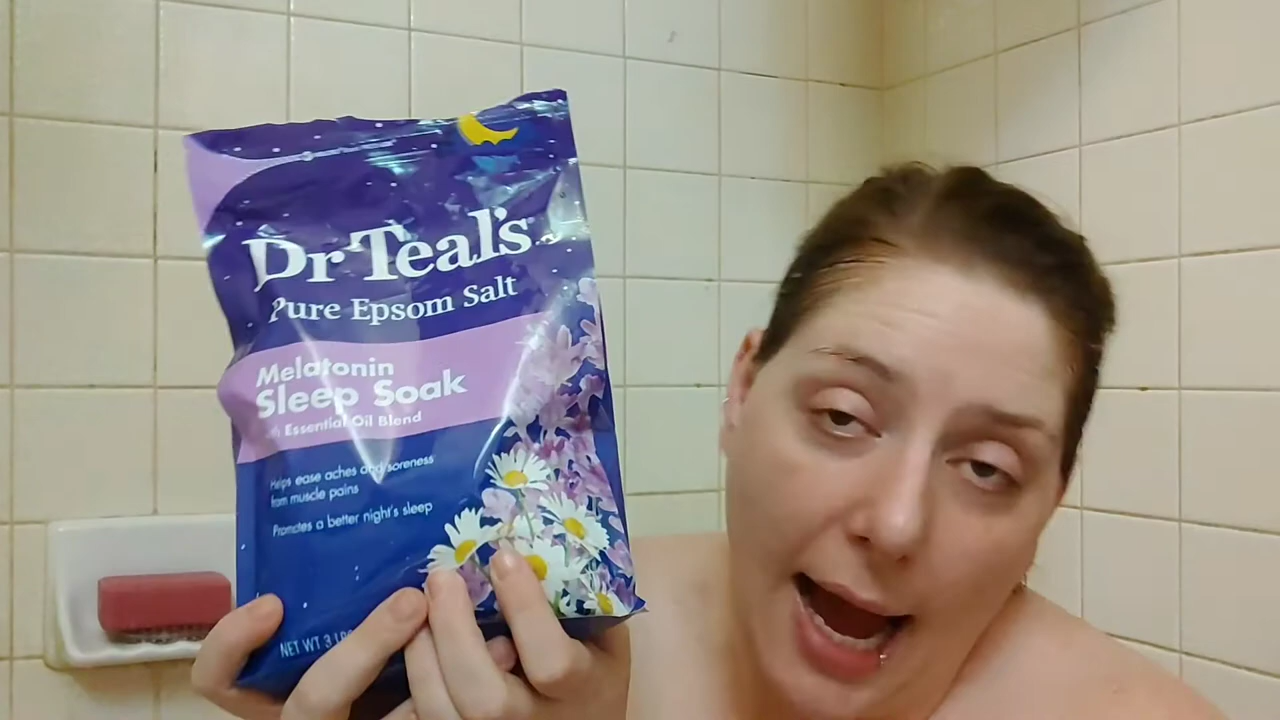 Dr Teal's
Pure Epsom Salt
Melatonin
Sleep Soak
Essential Oil Blend
Helps ease aches and soreness
from muscle pains
Promotes a better night's sleep
NET WT 3